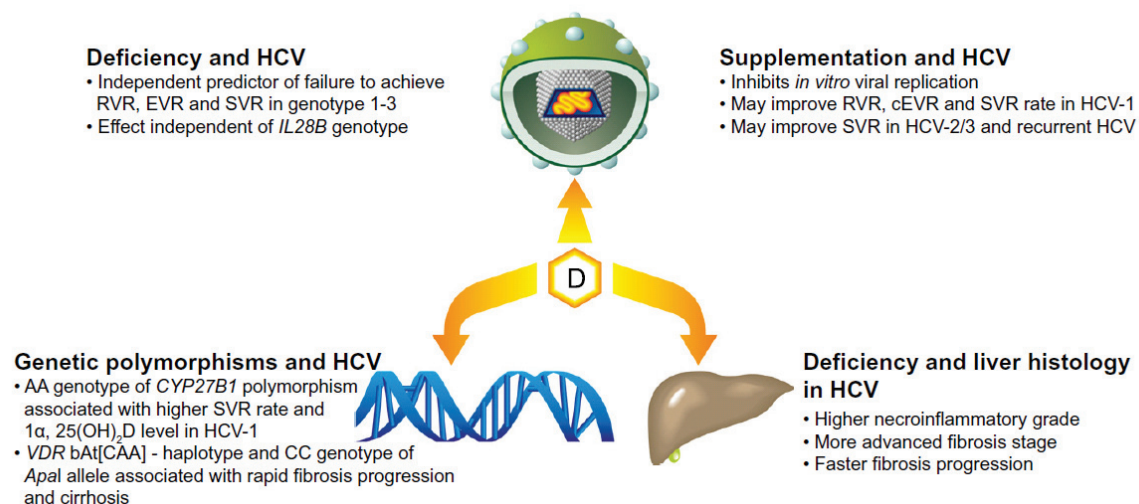 Deficiency and HCV
• Independent predictor of failure to achieve
RVR, EVR and SVR in genotype 1-3
• Effect independent of IL28B genotype
Supplementation and HCV
• Inhibits in vitro viral replication
• May improve RVR, cEVR and SVR rate in HCV-1
• May improve SVR in HCV-2/3 and recurrent HCV
D
Genetic polymorphisms and HCV
• AA genotype of CYP27B1 polymorphism
associated with higher SVR rate and
1α, 25(OH)₂D level in HCV-1
• VDR bAt[CAA] - haplotype and CC genotype of
ApaI allele associated with rapid fibrosis progression
and cirrhosis
Deficiency and liver histology
in HCV
• Higher necroinflammatory grade
• More advanced fibrosis stage
• Faster fibrosis progression